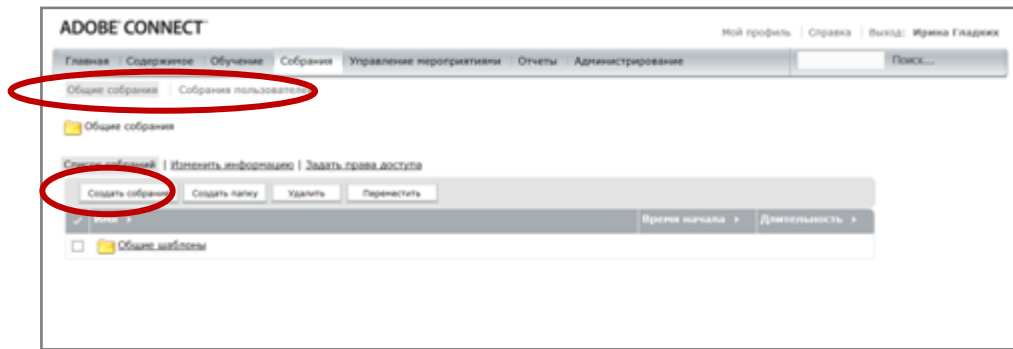 ADOBE CONNECT
Мой профиль Справка Выход: Ирина Гладких
Главная Содержимое Обучение Собрания Управление мероприятиями Отчеты Администрирование Поиск...
Общие собрания Собрания пользователей
Общие собрания
Список собраний | Изменить информацию | Задать права доступа
Создать собрание Создать папку Удалить Переместить
Имя Время начала Длительность
Общие шаблоны